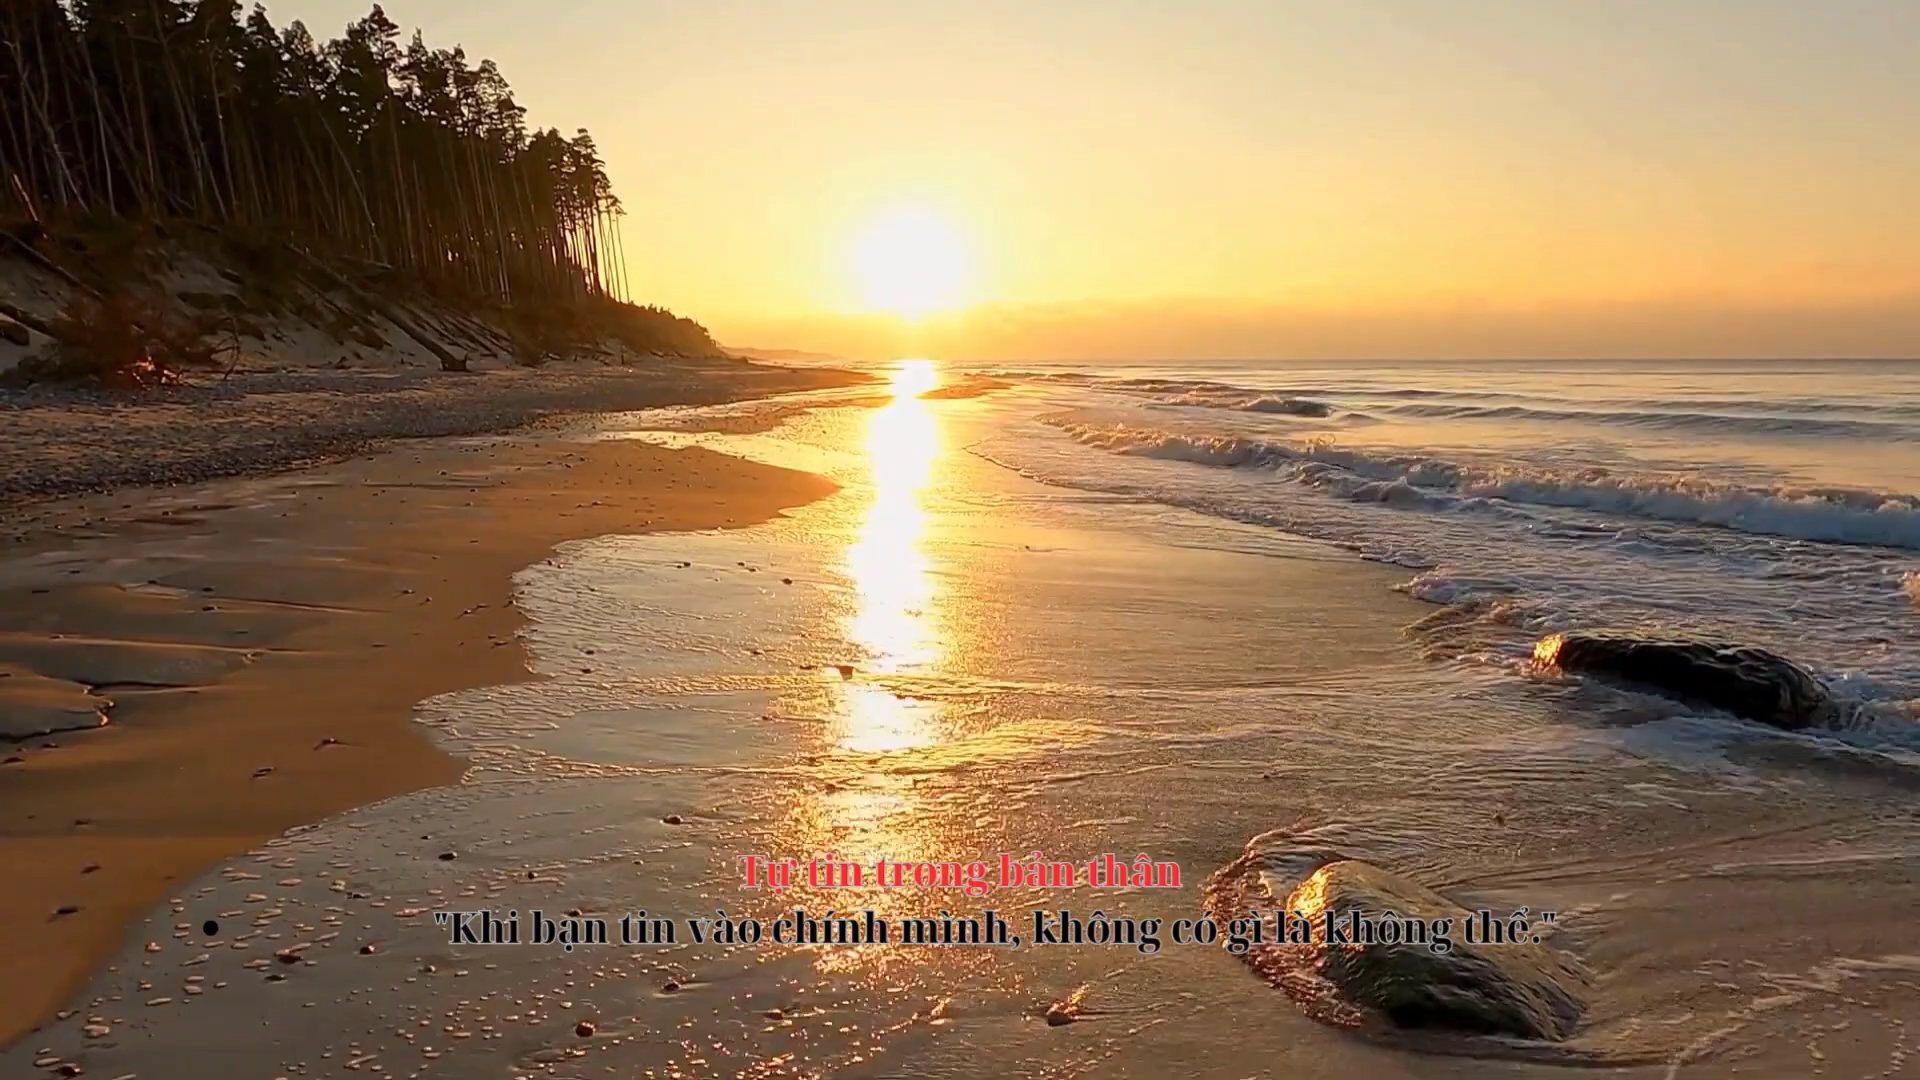 Tự tin trong bản thân
• "Khi bạn tin vào chính mình, không có gì là không thể."